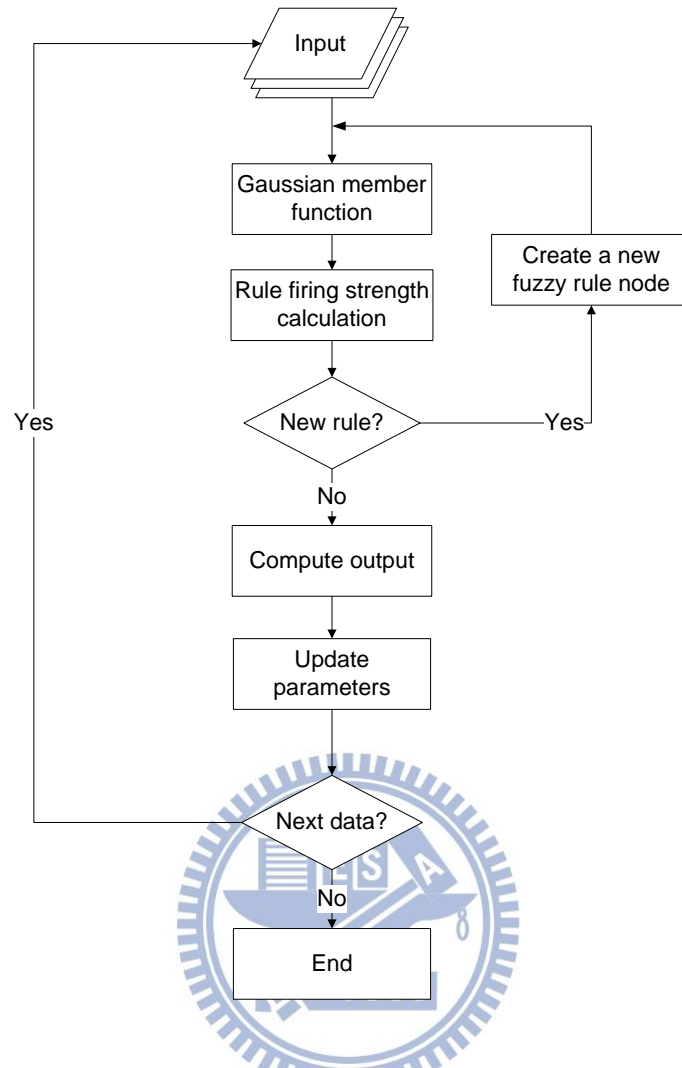 Input
Gaussian member
function
Create a new
fuzzy rule node
Rule firing strength
calculation
Yes
New rule?
Yes
No
Compute output
Update
parameters
Next data?
E S A
No
8
End